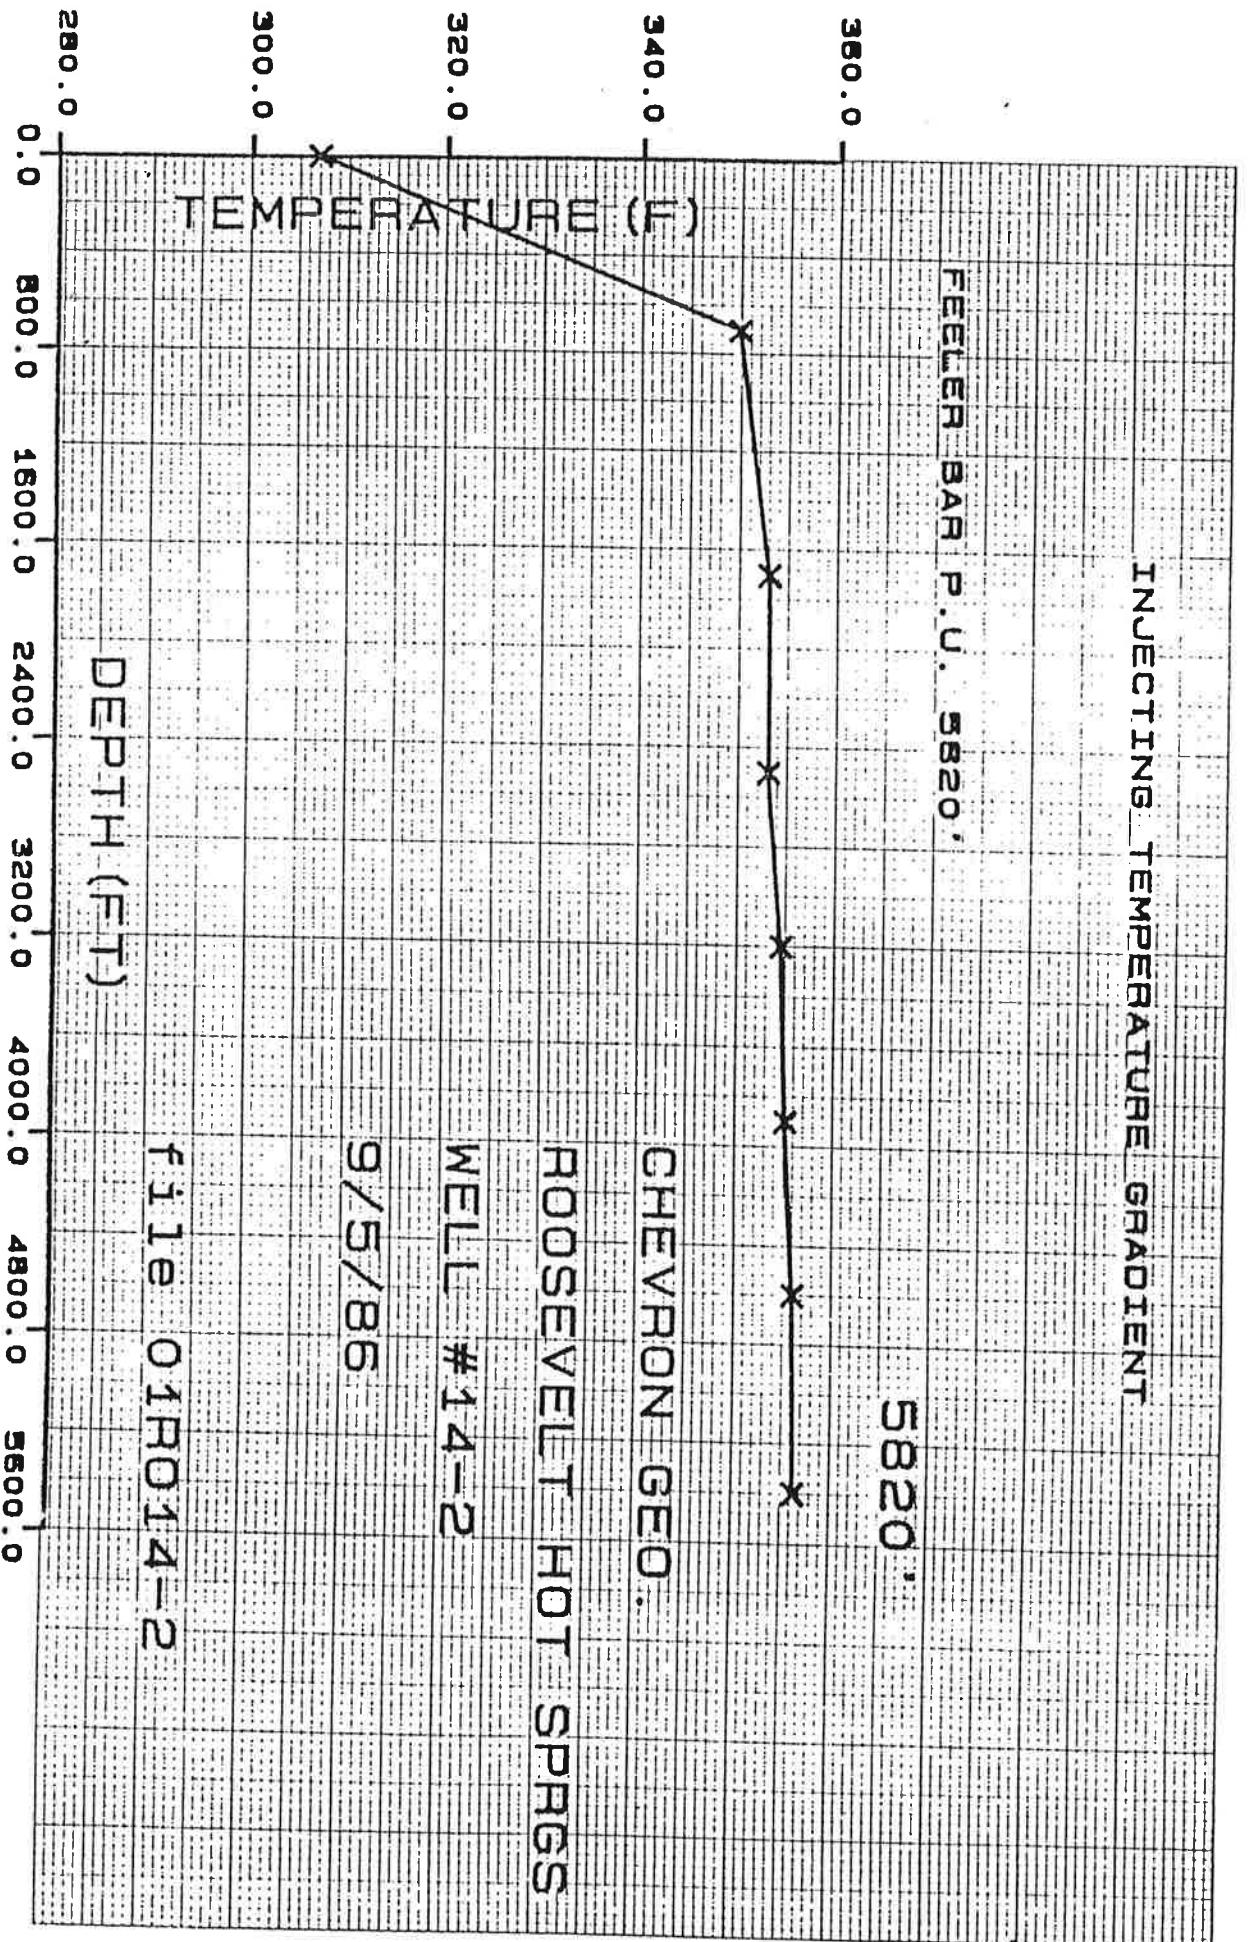 INJECTING TEMPERATURE GRADIENT
FEELER BAR P.U. 5820'
5820'
360.0
340.0
320.0
300.0
280.0
TEMPERATURE (F)
CHEVRON GEO.
ROOSEVELT HOT SPRGS
WELL #14-2
9/5/86
file 01R014-2
DEPTH (FT)
0.0 800.0 1600.0 2400.0 3200.0 4000.0 4800.0 5600.0